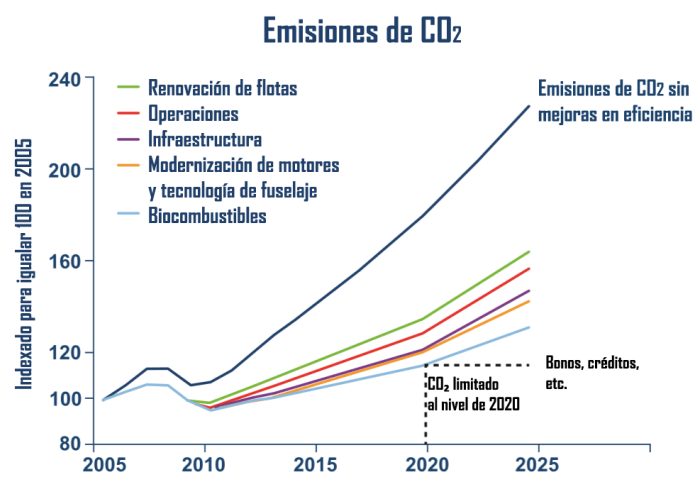 Emisiones de CO₂
Indexado para igualar 100 en 2005
240
200
160
120
100
80
Renovación de flotas
Operaciones
Infraestructura
Modernización de motores
y tecnología de fuselaje
Biocombustibles
Emisiones de CO₂ sin
mejoras en eficiencia
Bonos, créditos,
etc.
CO₂ limitado
al nivel de 2020
2005
2010
2015
2020
2025